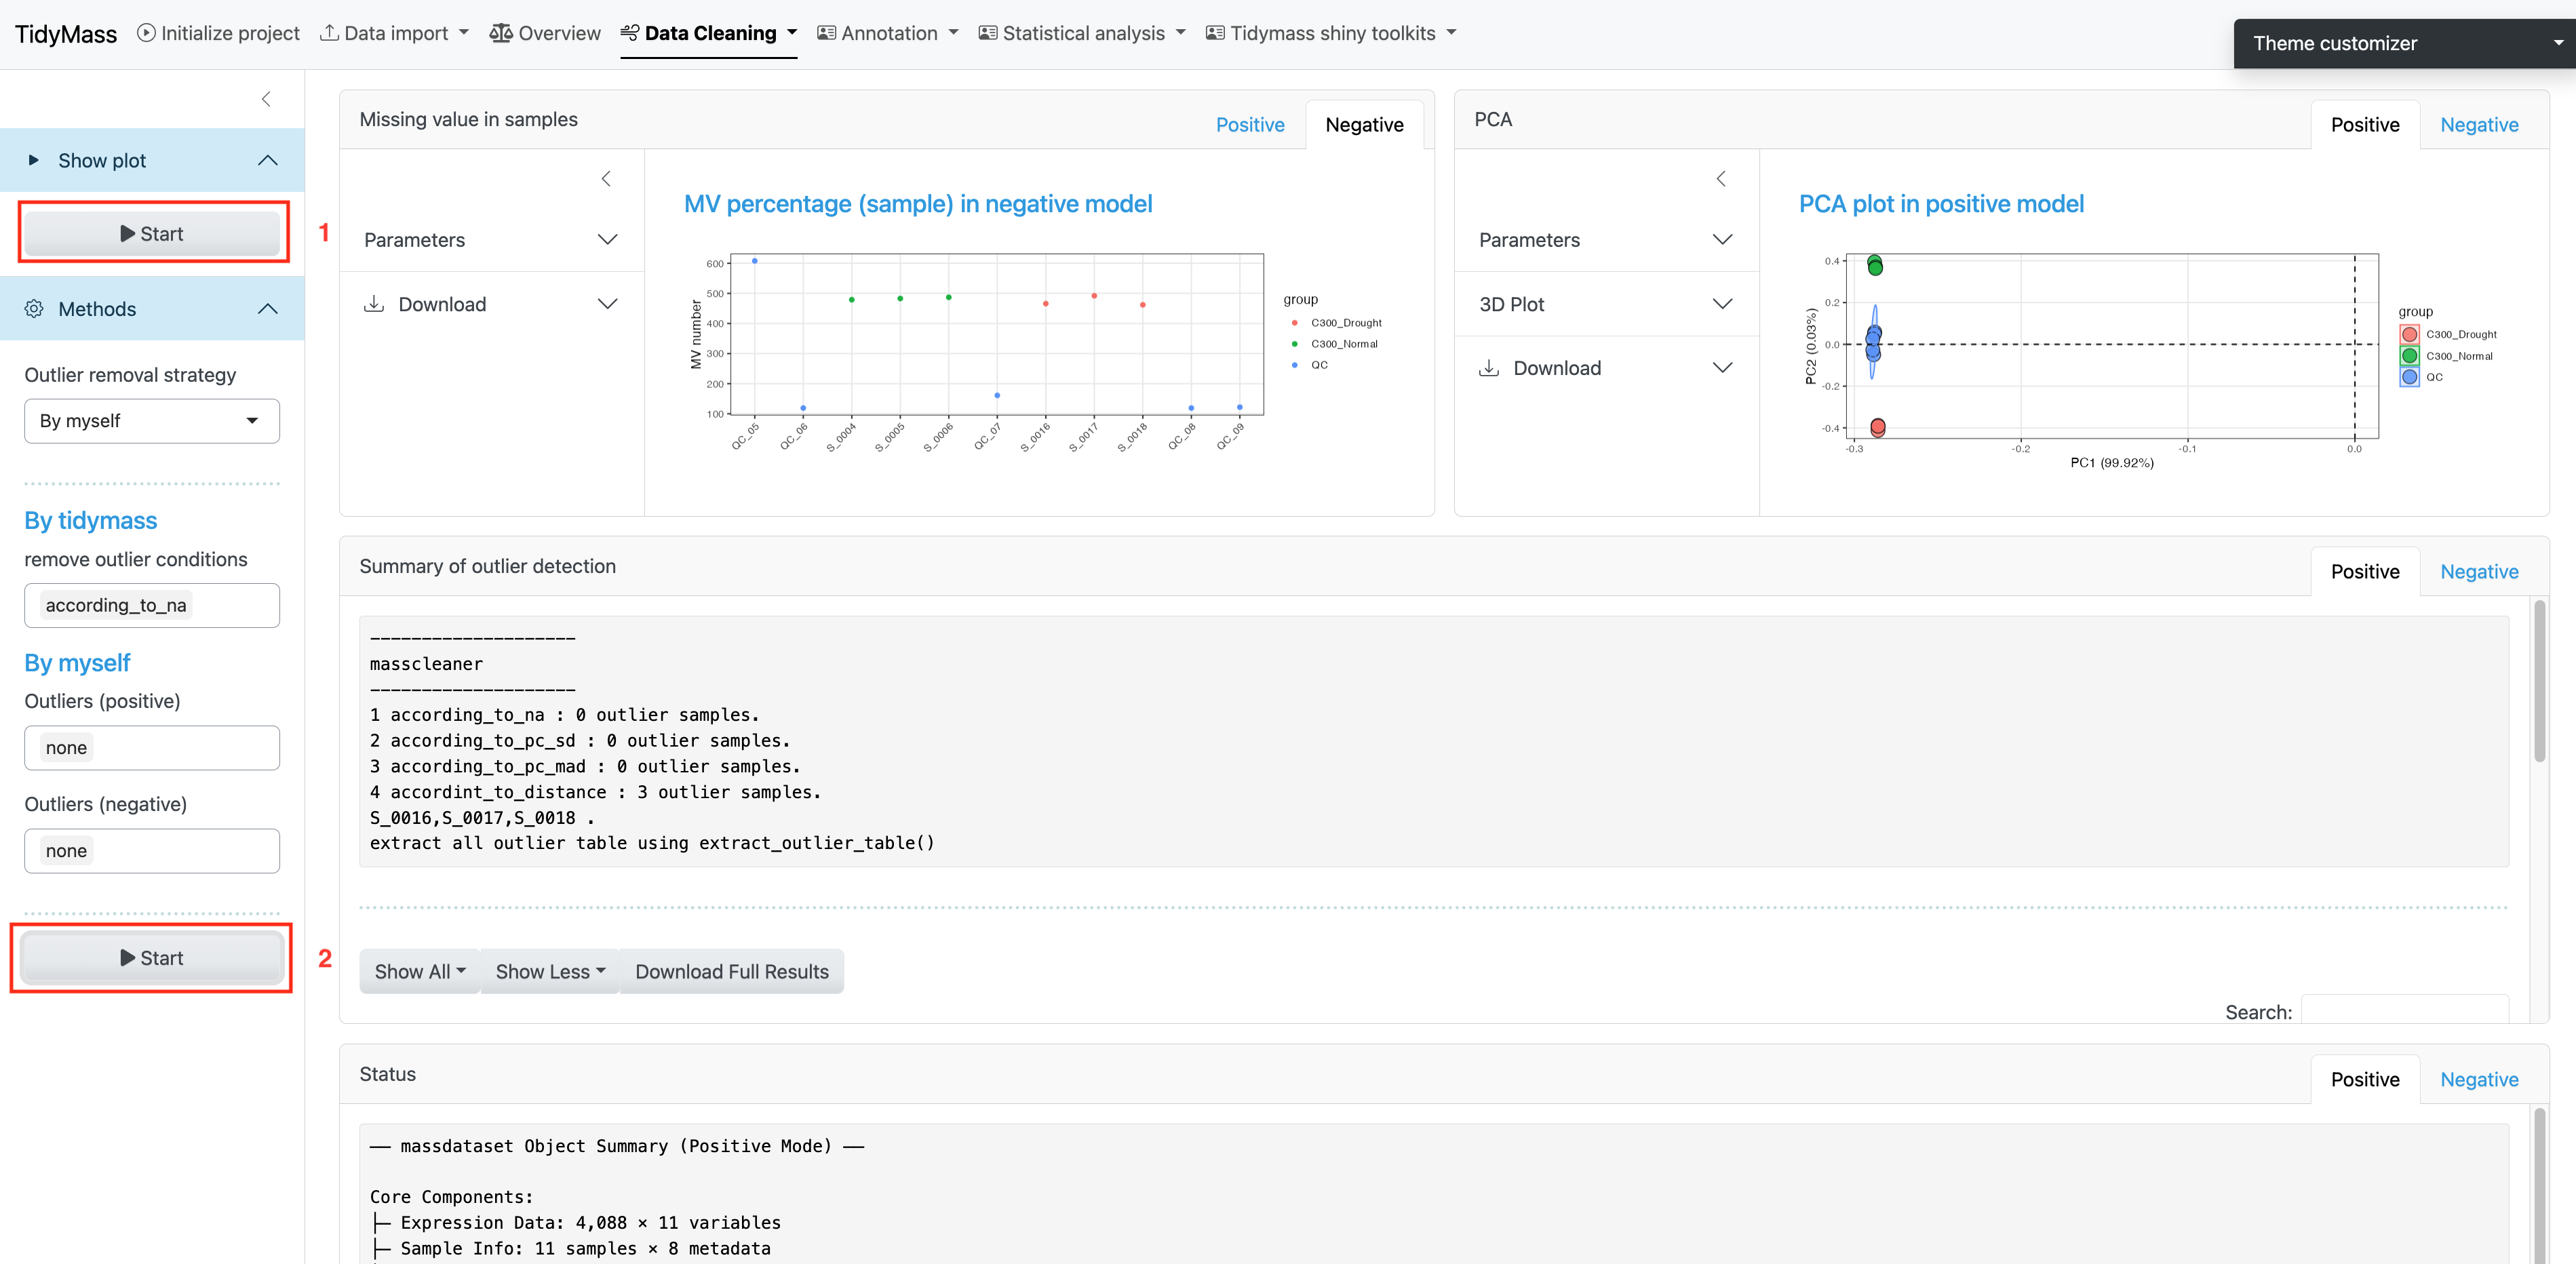 TidyMass Initialize project Data import Overview Data Cleaning Annotation Statistical analysis Tidymass shiny toolkits
Theme customizer
Show plot
Start
1
Methods
Outlier removal strategy
By myself
By tidymass
remove outlier conditions
according_to_na
By myself
Outliers (positive)
none
Outliers (negative)
none
Start
2
Missing value in samples
Positive Negative
Parameters
Download
MV percentage (sample) in negative model
600
500
400
300
200
100
MV number
QC_05 QC_06 S_0004 S_0005 S_0006 QC_07 S_0016 S_0017 S_0018 QC_08 QC_09
group
C300_Drought
C300_Normal
QC
PCA
Positive Negative
Parameters
3D Plot
Download
PCA plot in positive model
0.4
0.2
0.0
-0.2
-0.4
PC2 (0.03%)
-0.3 -0.2 -0.1 0.0
PC1 (99.92%)
group
C300_Drought
C300_Normal
QC
Summary of outlier detection
Positive Negative
--------------------
masscleaner
--------------------
1 according_to_na : 0 outlier samples.
2 according_to_pc_sd : 0 outlier samples.
3 according_to_pc_mad : 0 outlier samples.
4 accordint_to_distance : 3 outlier samples.
S_0016,S_0017,S_0018 .
extract all outlier table using extract_outlier_table()
Show All Show Less Download Full Results
Search:
Status
Positive Negative
── massdataset Object Summary (Positive Mode) ──
Core Components:
├─ Expression Data: 4,088 × 11 variables
├─ Sample Info: 11 samples × 8 metadata